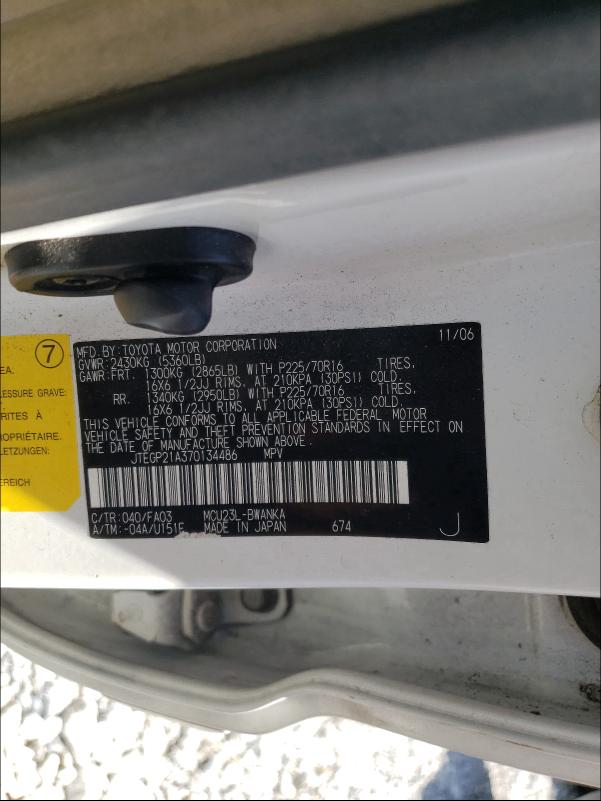 7
EA.
LESSURE GRAVE:
RITES À
PROPRIÉTAIRE.
LETZUNGEN:
BEREICH
11/06
MFD.BY:TOYOTA MOTOR CORPORATION
GVWR:2430KG (5360LB)
GAWR:FRT. 1300KG (2865LB) WITH P225/70R16 TIRES,
16X6 1/2JJ RIMS, AT 210KPA (30PSI) COLD.
RR. 1340KG (2950LB) WITH P225/70R16 TIRES,
16X6 1/2JJ RIMS, AT 210KPA (30PSI) COLD.
THIS VEHICLE CONFORMS TO ALL APPLICABLE FEDERAL MOTOR
VEHICLE SAFETY AND THEFT PREVENTION STANDARDS IN EFFECT ON
THE DATE OF MANUFACTURE SHOWN ABOVE.
JTEGP21A370134486 MPV
C/TR:040/FA03 MCU23L-BWANKA
A/TM:-04A/U151F MADE IN JAPAN 674 J